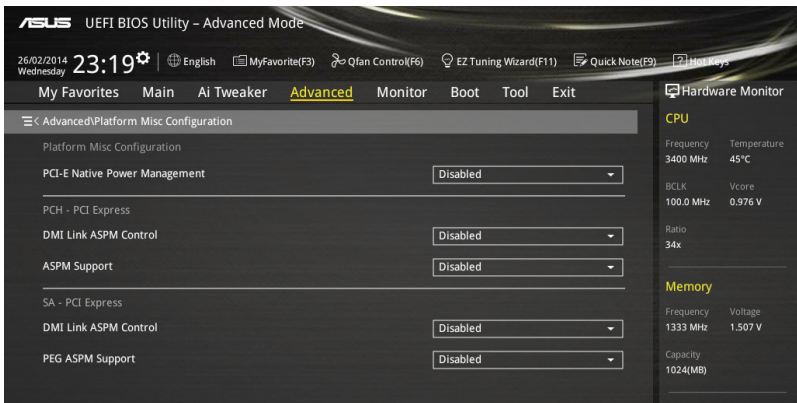 ASUS UEFI BIOS Utility – Advanced Mode
26/02/2014
Wednesday
23:19
English
MyFavorite(F3)
Qfan Control(F6)
EZ Tuning Wizard(F11)
Quick Note(F9)
? Hot Keys
My Favorites
Main
Ai Tweaker
Advanced
Monitor
Boot
Tool
Exit
Hardware Monitor
< Advanced\Platform Misc Configuration
Platform Misc Configuration
PCI-E Native Power Management Disabled
PCH - PCI Express
DMI Link ASPM Control Disabled
ASPM Support Disabled
SA - PCI Express
DMI Link ASPM Control Disabled
PEG ASPM Support Disabled
CPU
Frequency Temperature
3400 MHz 45°C
BCLK Vcore
100.0 MHz 0.976 V
Ratio
34x
Memory
Frequency Voltage
1333 MHz 1.507 V
Capacity
1024(MB)